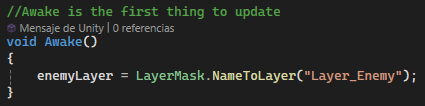 //Awake is the first thing to update
Mensaje de Unity | 0 referencias
void Awake()
{
enemyLayer = LayerMask.NameToLayer("Layer_Enemy");
}